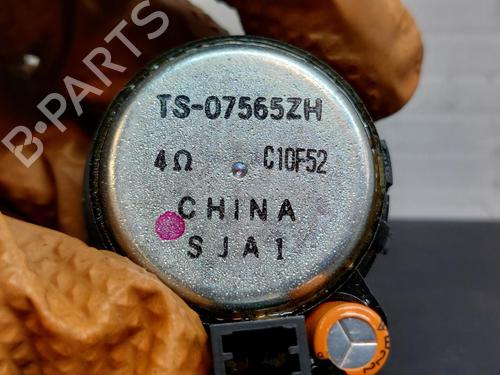 B-PARTS
TS-07565ZH
4Ω C10F52
CHINA
SJA1